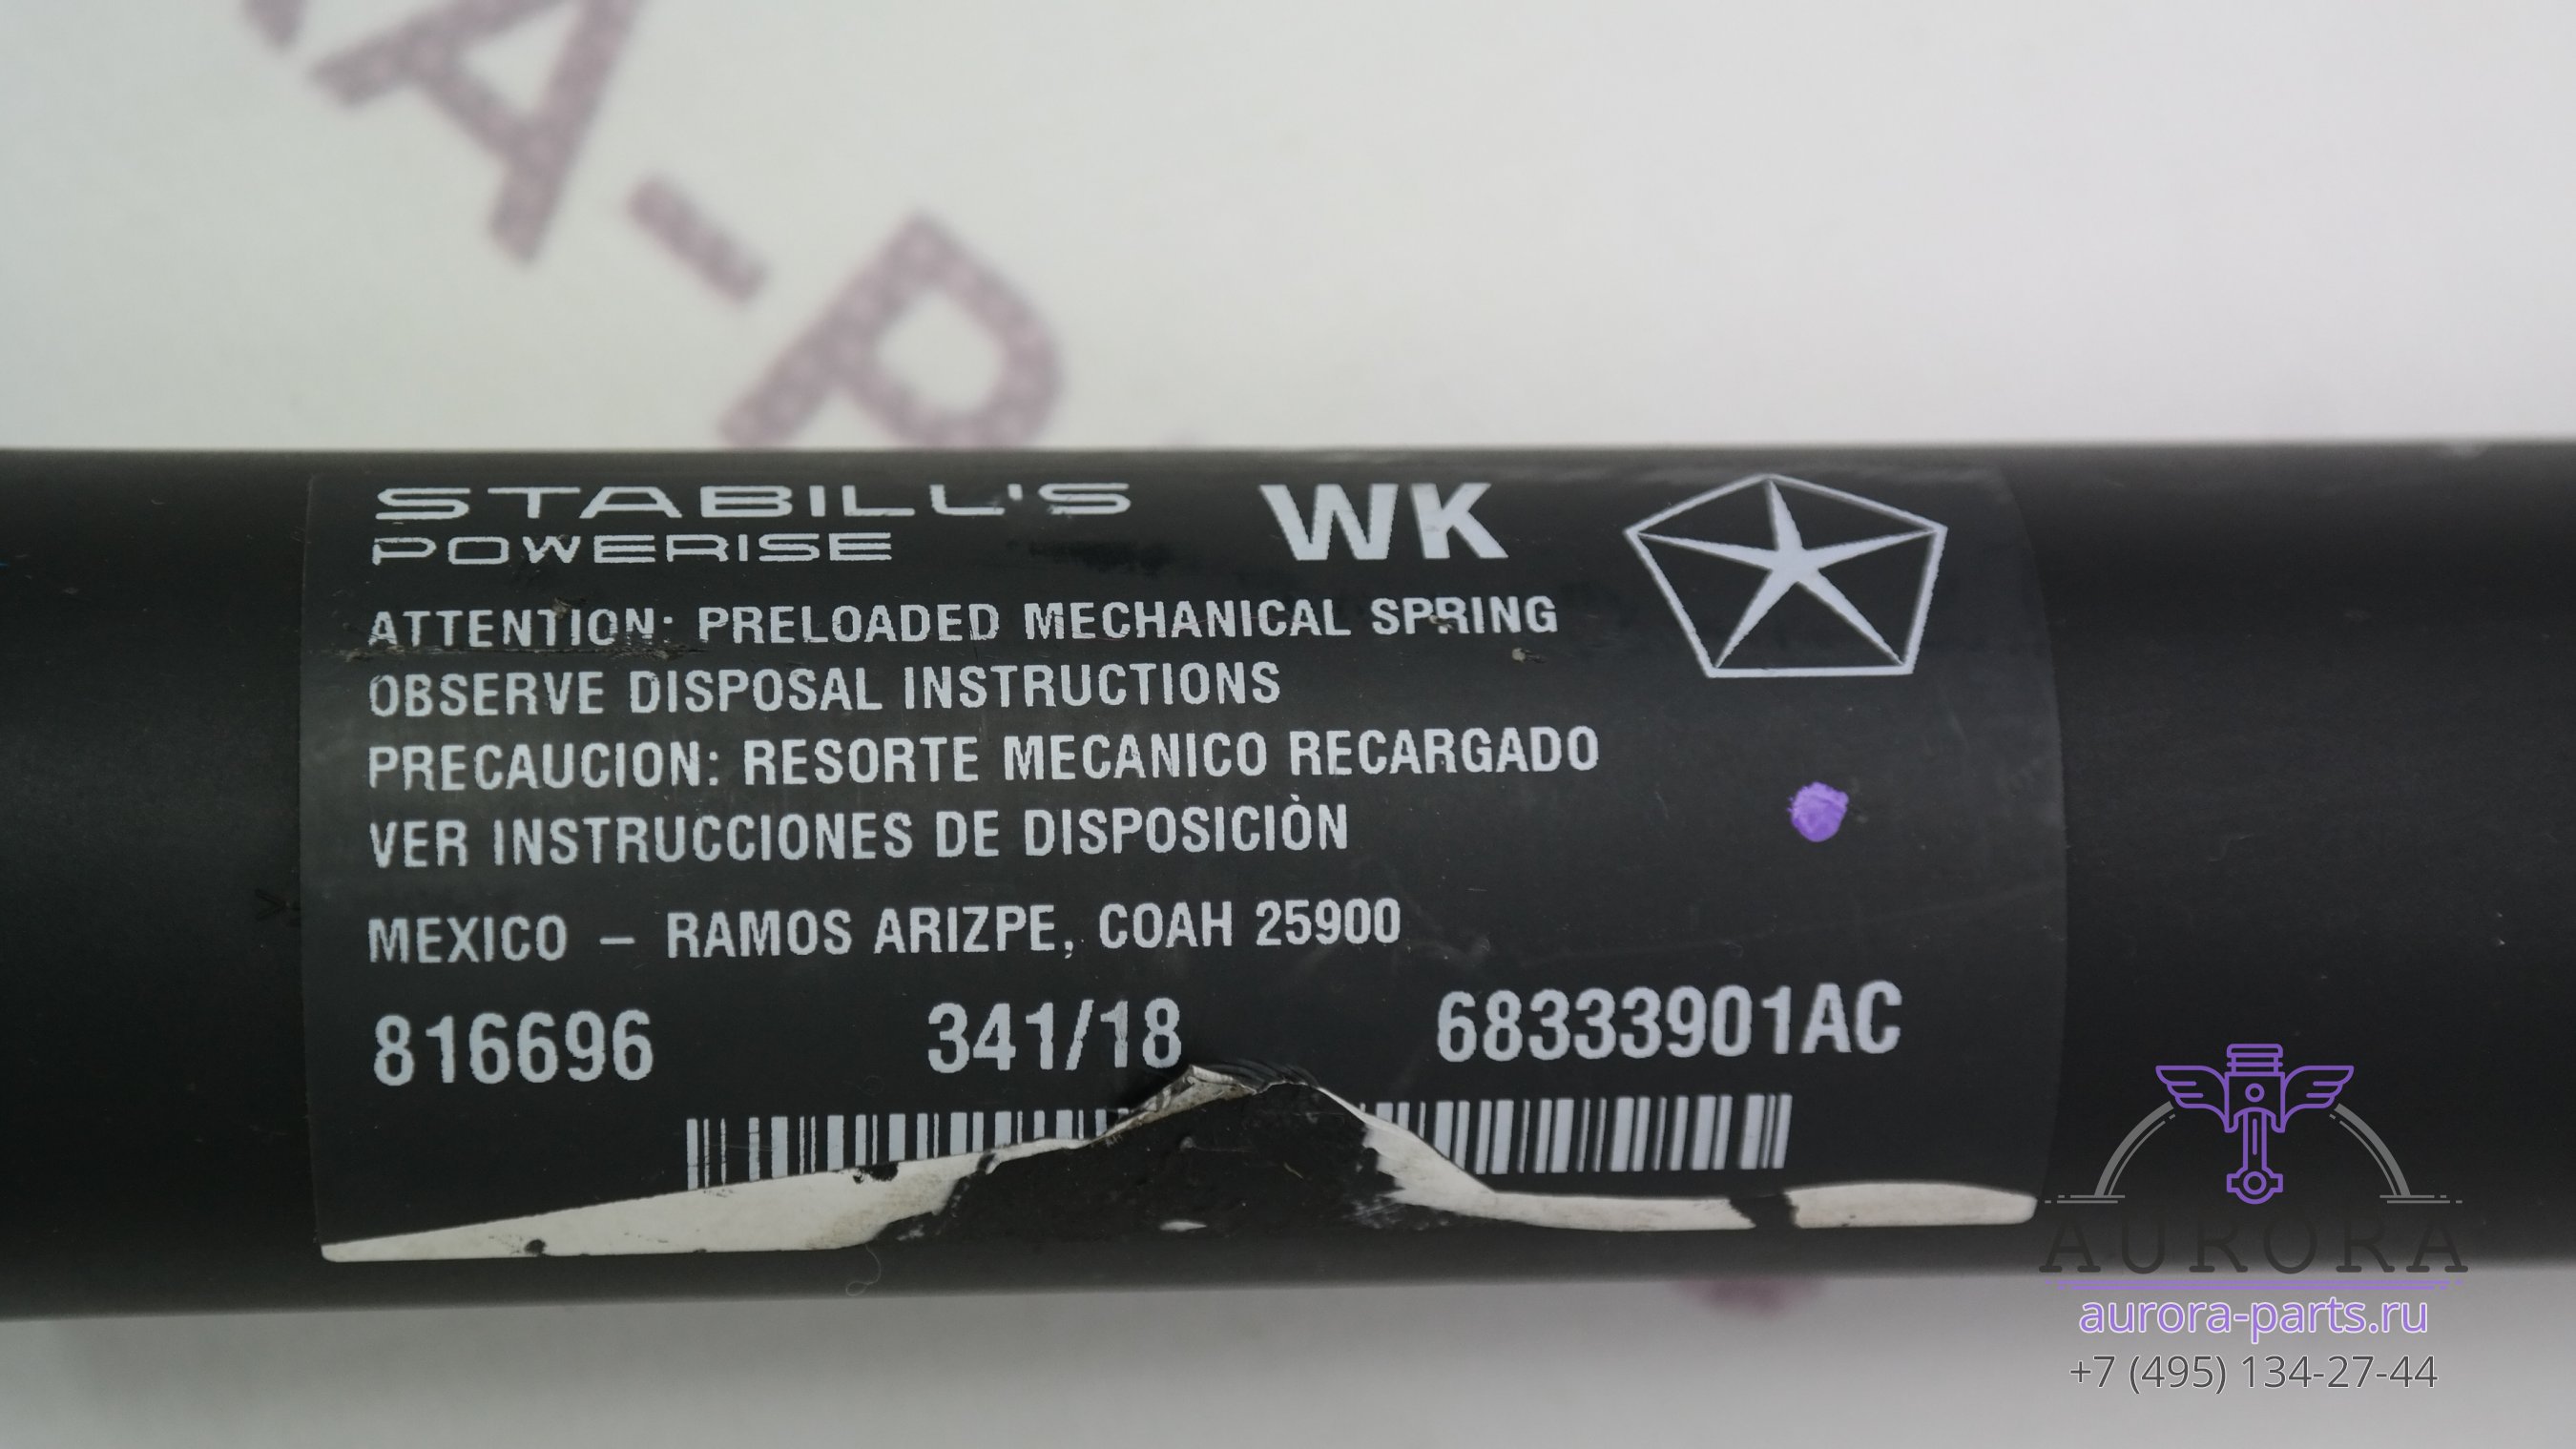 A-P
STABILL'S
POWERISE
WK
ATTENTION: PRELOADED MECHANICAL SPRING
OBSERVE DISPOSAL INSTRUCTIONS
PRECAUCION: RESORTE MECANICO RECARGADO
VER INSTRUCCIONES DE DISPOSICIÒN
MEXICO – RAMOS ARIZPE, COAH 25900
816696 341/18 68333901AC
AURORA
aurora-parts.ru
+7 (495) 134-27-44